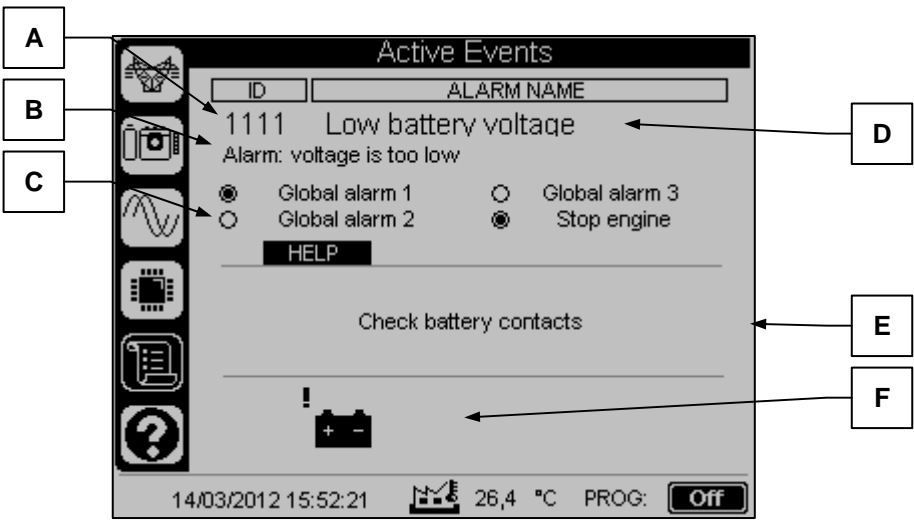 Active Events
ID ALARM NAME
1111 Low battery voltage
Alarm: voltage is too low
Global alarm 1 Global alarm 3
Global alarm 2 Stop engine
HELP
Check battery contacts
! + -
14/03/2012 15:52:21 26,4 °C PROG: Off
A
B
C
D
E
F